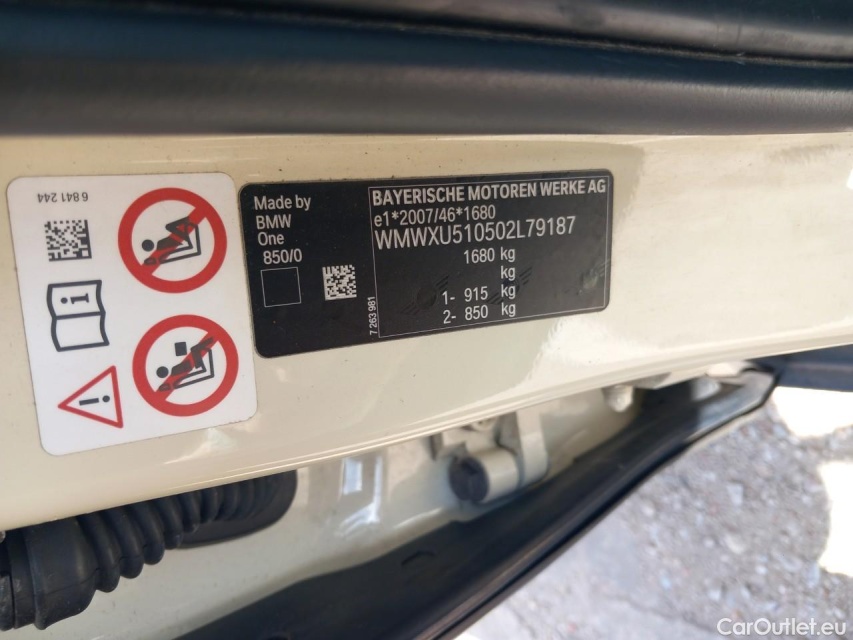 6 841 244
Made by
BMW
One
850/0
7 263 981
BAYERISCHE MOTOREN WERKE AG
e1*2007/46*1680
WMWXU510502L79187
1680 kg
kg
1- 915 kg
2- 850 kg
CarOutlet.eu